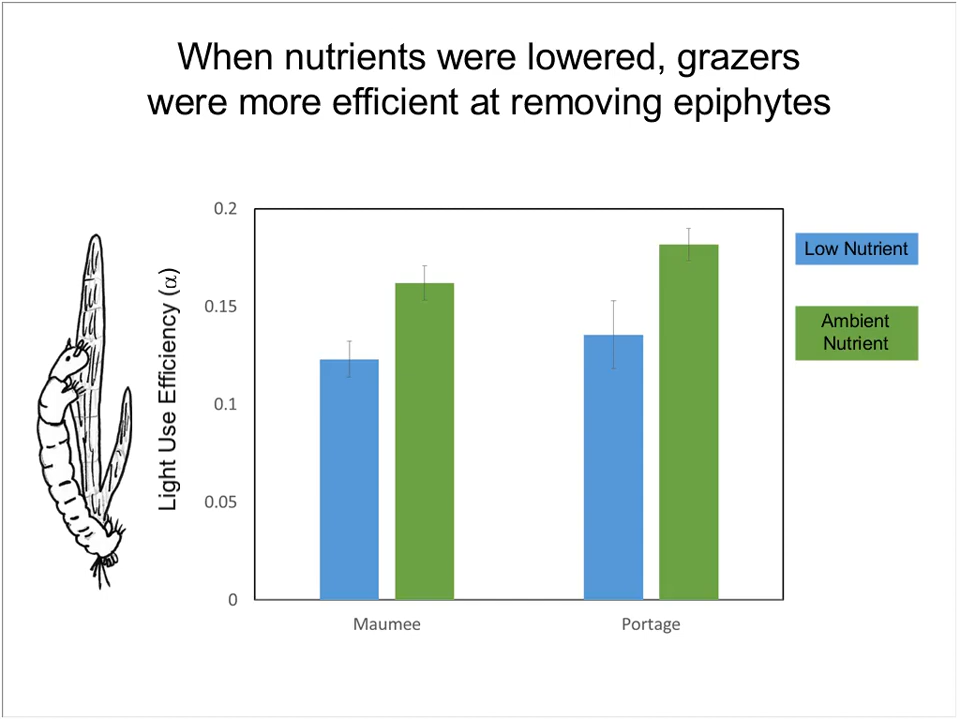 When nutrients were lowered, grazers
were more efficient at removing epiphytes
0.2
0.15
0.1
0.05
0
Light Use Efficiency (α)
Maumee
Portage
Low Nutrient
Ambient
Nutrient